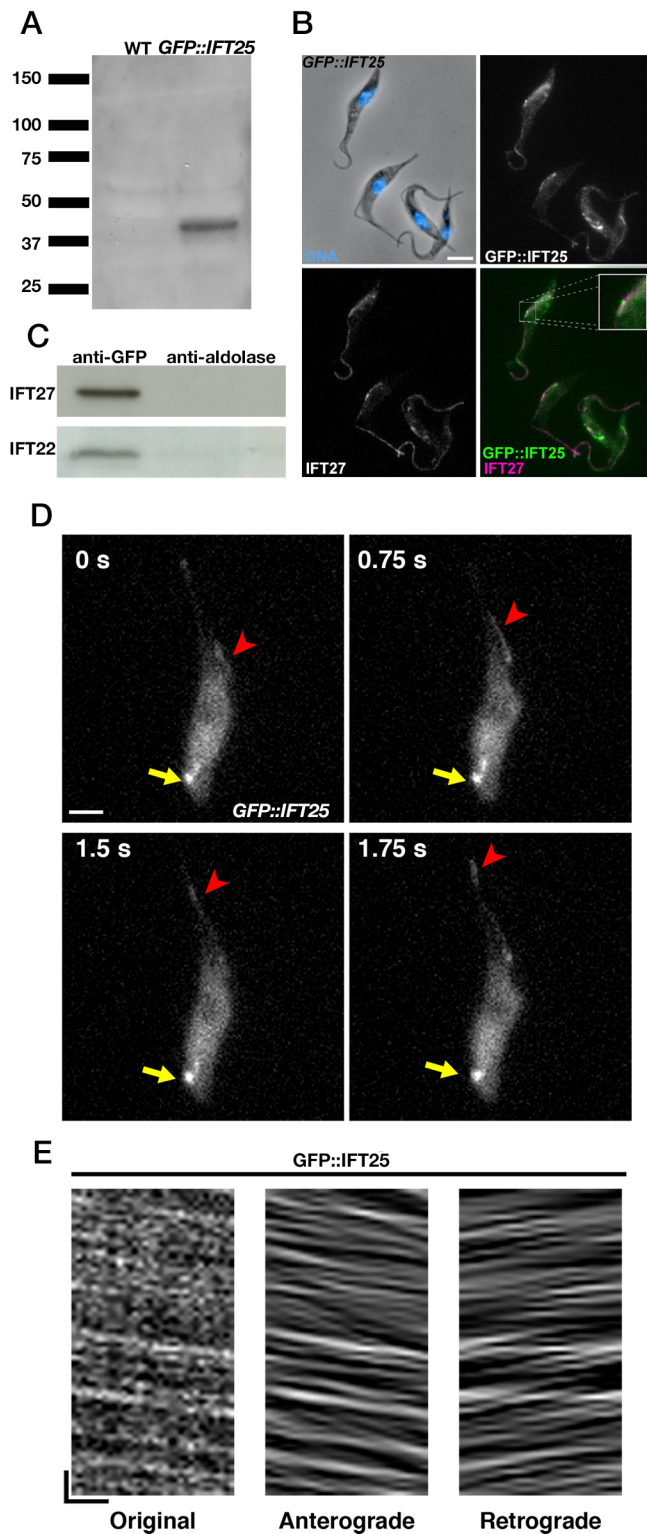 A
WT GFP::IFT25
150
100
75
50
37
25
B
GFP::IFT25
DNA
GFP::IFT25
IFT27
GFP::IFT25
IFT27
C
anti-GFP anti-aldolase
IFT27
IFT22
D
0 s
0.75 s
GFP::IFT25
1.5 s
1.75 s
E
GFP::IFT25
Original Anterograde Retrograde